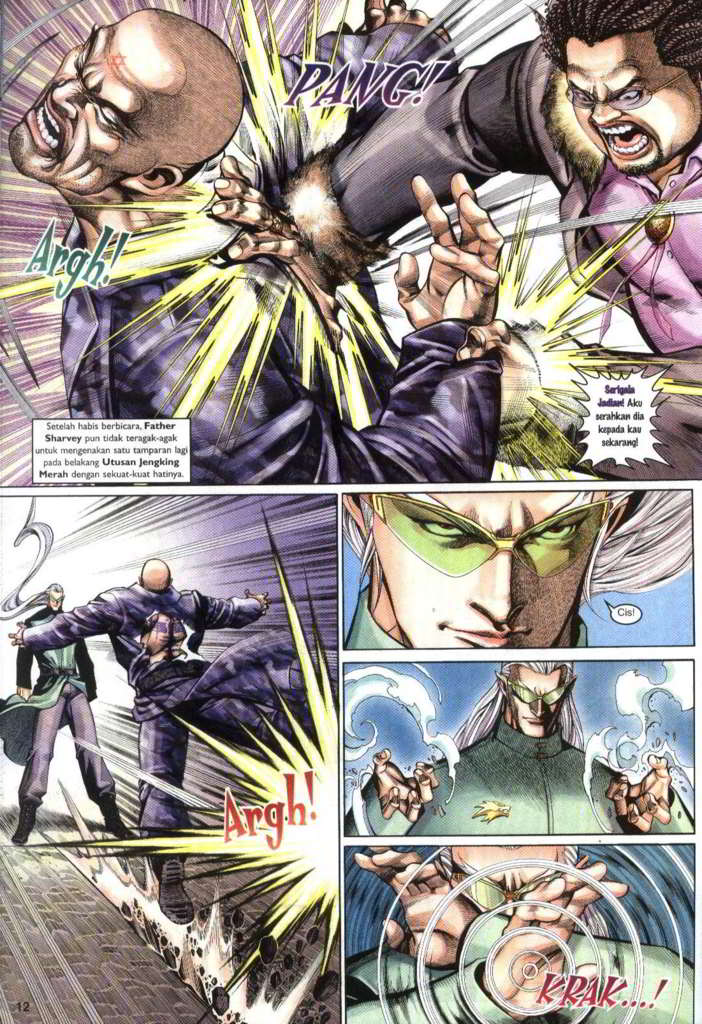 PANG!
Argh!
Serigala
Jadian! Aku
serahkan dia
kepada kau
sekarang!
Setelah habis berbicara, Father
Sharvey pun tidak teragak-agak
untuk mengenakan satu tamparan lagi
pada belakang Utusan Jengking
Merah dengan sekuat-kuat hatinya.
Argh!
Cis!
KRAK...!
12